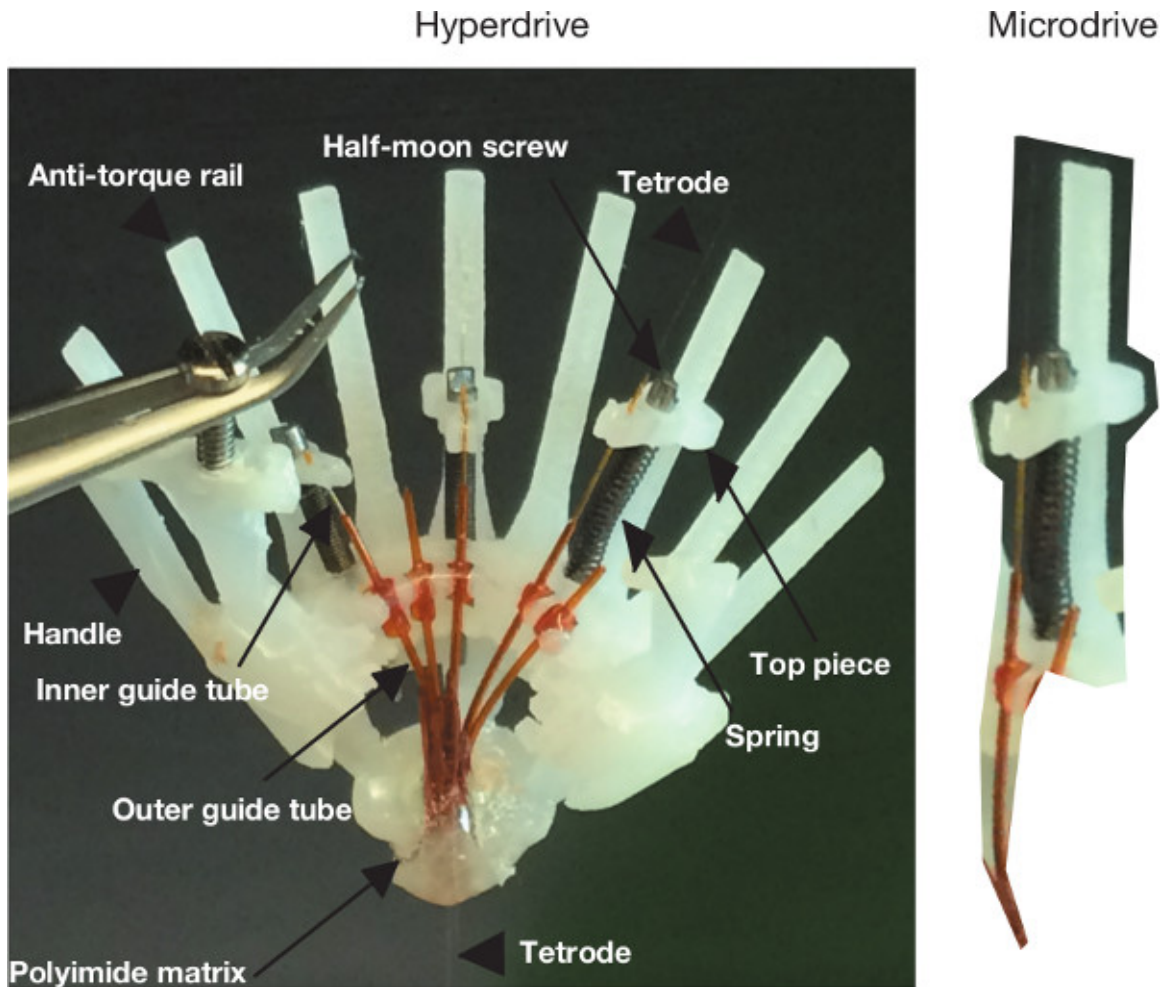 Hyperdrive
Microdrive
Half-moon screw
Anti-torque rail
Tetrode
Handle
Inner guide tube
Top piece
Spring
Outer guide tube
Tetrode
Polyimide matrix